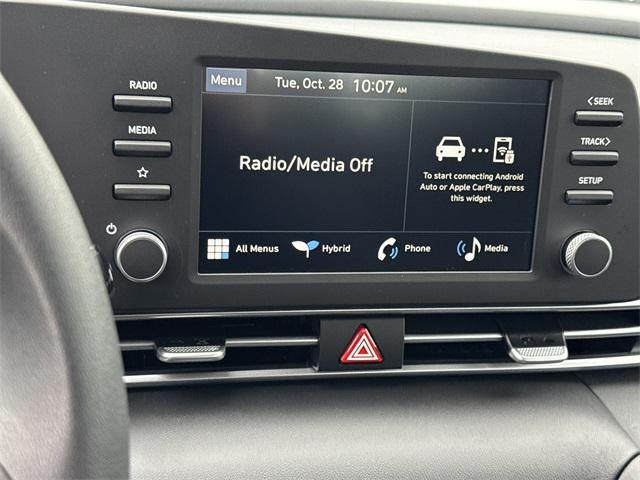 RADIO
MEDIA
Menu Tue, Oct. 28 10:07 AM
Radio/Media Off
To start connecting Android
Auto or Apple CarPlay, press
this widget.
All Menus Hybrid Phone Media
<SEEK
TRACK>
SETUP